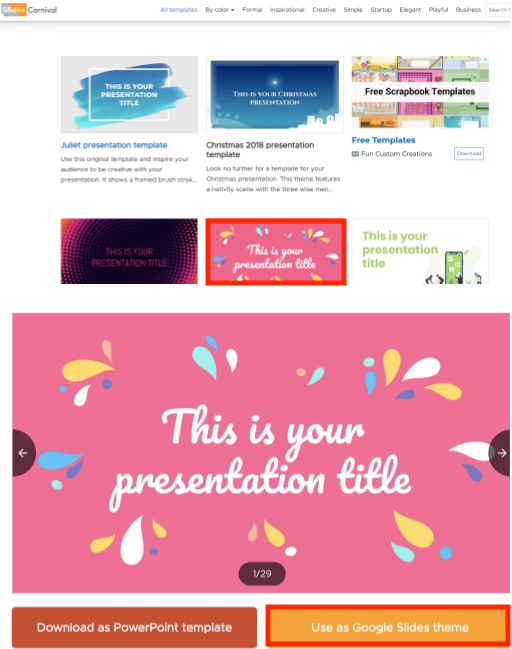 Slides Carnival
All templates By color Formal Inspirational Creative Simple Startup Elegant Playful Business Search
THIS IS YOUR
PRESENTATION
TITLE
THIS IS YOUR CHRISTMAS
PRESENTATION
Free Scrapbook Templates
Juliet presentation template
Use this original template and inspire your
audience to be creative with your
presentation. It shows a framed brush strok...
Christmas 2018 presentation
template
Look no further for a template for your
Christmas presentation. This theme features
a nativity scene with the three wise men...
Free Templates
Ad Fun Custom Creations
Download
THIS IS YOUR
PRESENTATION TITLE
This is your
presentation title
This is your
presentation
title
This is your
presentation title
1/29
Download as PowerPoint template
Use as Google Slides theme